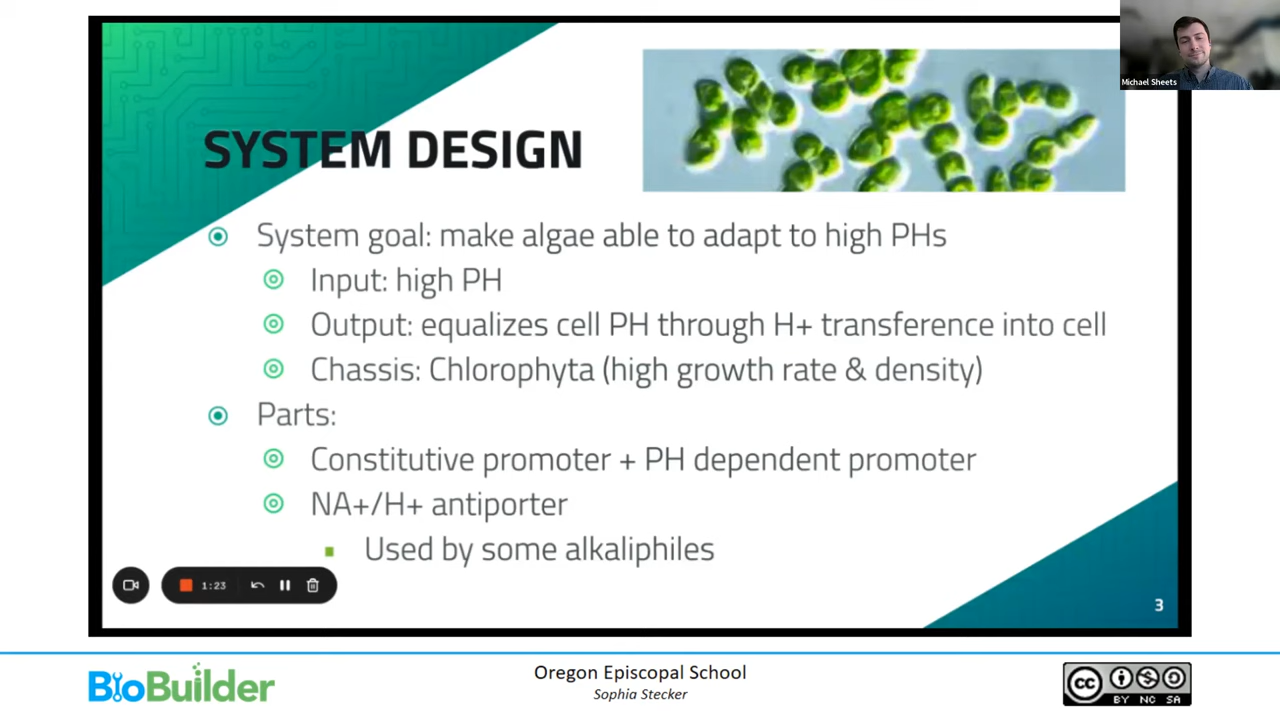 Michael Sheets
SYSTEM DESIGN
System goal: make algae able to adapt to high PHs
Input: high PH
Output: equalizes cell PH through H+ transference into cell
Chassis: Chlorophyta (high growth rate & density)
Parts:
Constitutive promoter + PH dependent promoter
NA+/H+ antiporter
Used by some alkaliphiles
1:23
3
BioBuilder
Oregon Episcopal School
Sophia Stecker
CC
BY NC SA